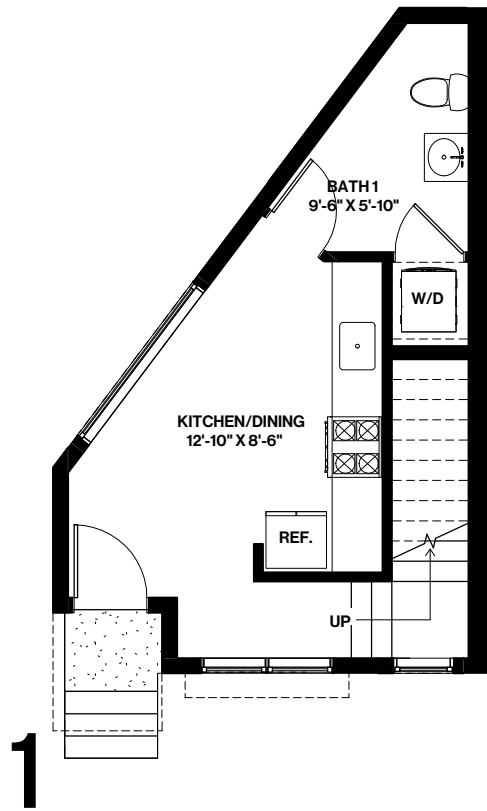 BATH 1
9'-6" X 5'-10"
W/D
KITCHEN/DINING
12'-10" X 8'-6"
REF.
UP
1